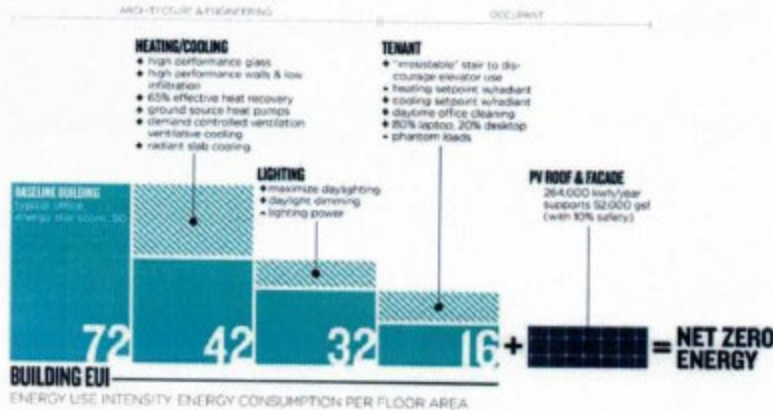 ARCHITECTURE & ENGINEERING
OCCUPANT
HEATING/COOLING
+ high performance glass
+ high performance walls & low
infiltration
+ 65% effective heat recovery
+ ground source heat pumps
+ demand controlled ventilation
ventilative cooling
+ radiant slab cooling
TENANT
+ "irresistable" stair to dis-
courage elevator use
- heating setpoint w/radiant
+ cooling setpoint w/radiant
+ daytime office cleaning
+ 80% laptop, 20% desktop
- phantom loads
LIGHTING
+ maximize daylighting
+ daylight dimming
- lighting power
PV ROOF & FACADE
264,000 kwh/year
supports 52,000 gsf
(with 10% safety)
BASELINE BUILDING
typical office
energy star score: 50
72
42
32
16
+
= NET ZERO
ENERGY
BUILDING EUI
ENERGY USE INTENSITY: ENERGY CONSUMPTION PER FLOOR AREA